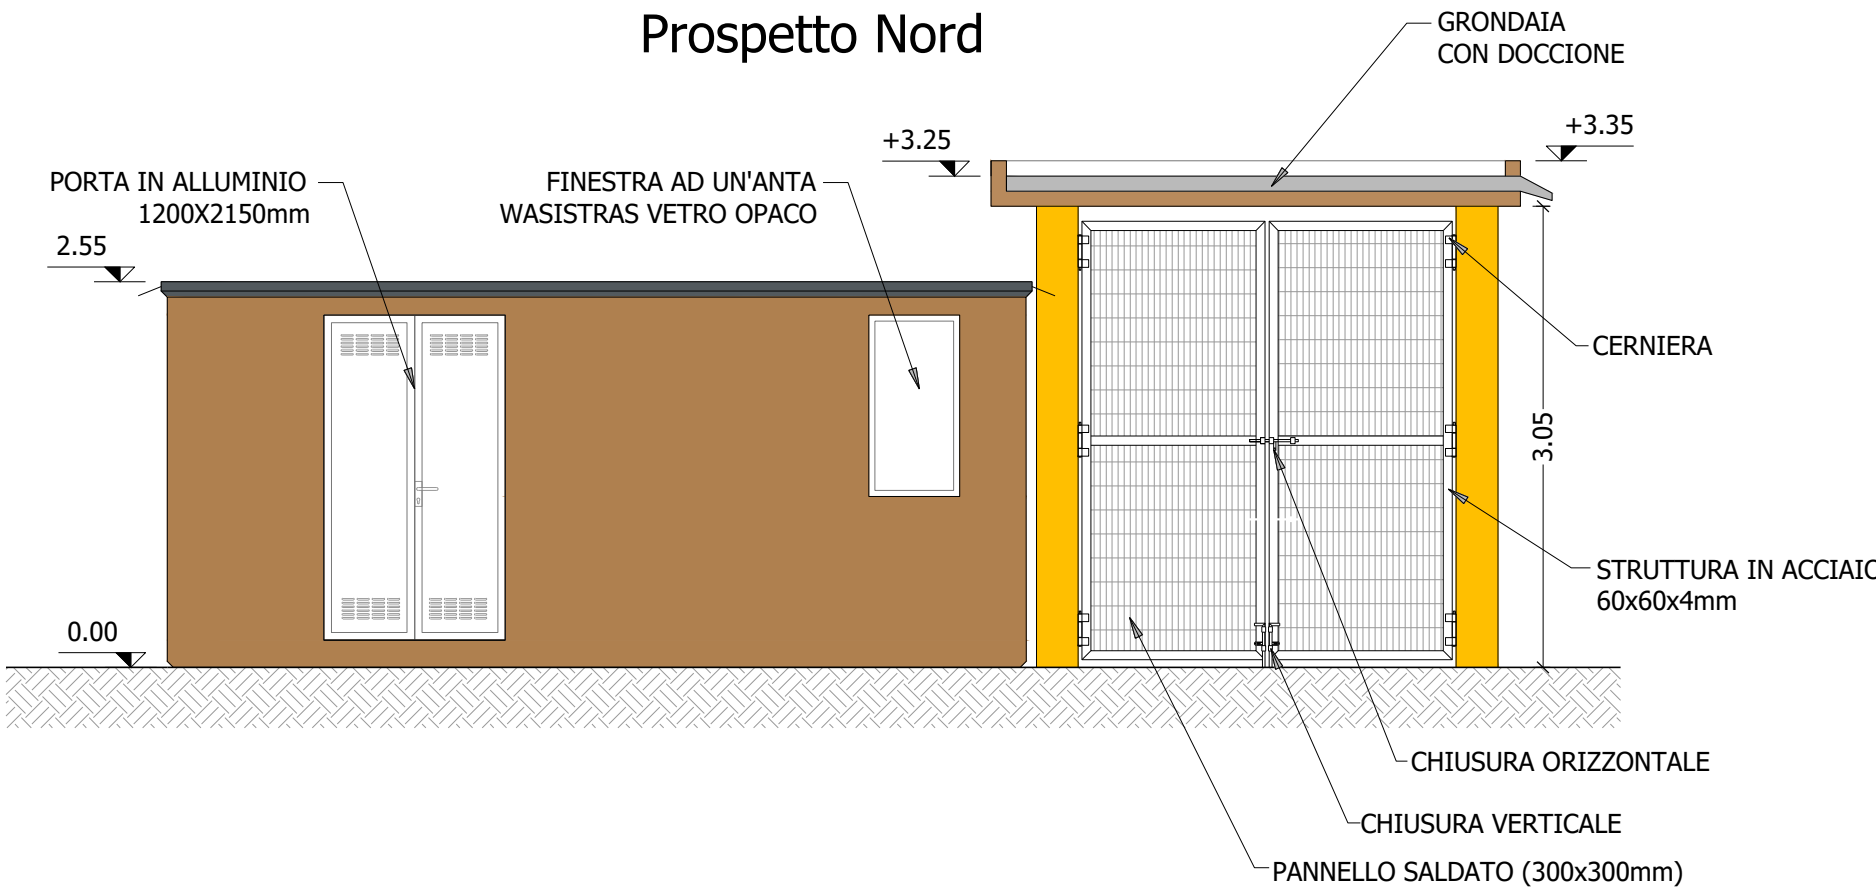 Prospetto Nord
GRONDAIA
CON DOCCIONE
+3.25
+3.35
PORTA IN ALLUMINIO
1200X2150mm
FINESTRA AD UN'ANTA
WASISTRAS VETRO OPACO
2.55
CERNIERA
3.05
STRUTTURA IN ACCIAIO
60x60x4mm
0.00
CHIUSURA ORIZZONTALE
CHIUSURA VERTICALE
PANNELLO SALDATO (300x300mm)